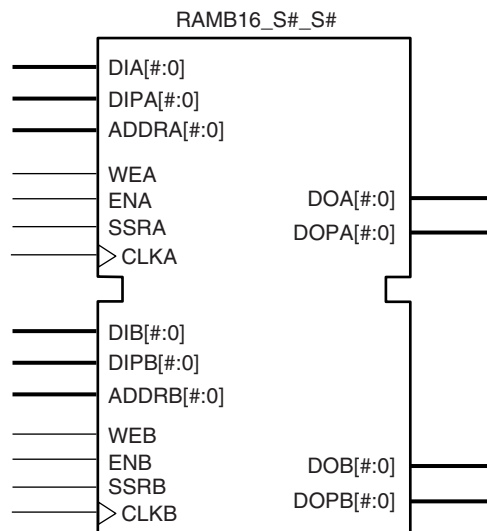 RAMB16_S#_S#
DIA[#:0]
DIPA[#:0]
ADDRA[#:0]
WEA
ENA
SSRA
CLKA
DOA[#:0]
DOPA[#:0]
DIB[#:0]
DIPB[#:0]
ADDRB[#:0]
WEB
ENB
SSRB
CLKB
DOB[#:0]
DOPB[#:0]